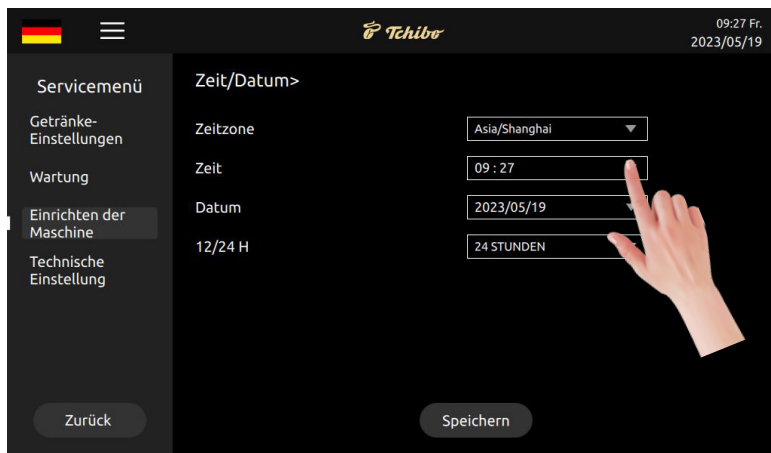 Tchibo
09:27 Fr.
2023/05/19
Servicemenü
Getränke-
Einstellungen
Wartung
Einrichten der
Maschine
Technische
Einstellung
Zurück
Zeit/Datum>
Zeitzone
Asia/Shanghai
Zeit
09 : 27
Datum
2023/05/19
12/24 H
24 STUNDEN
Speichern